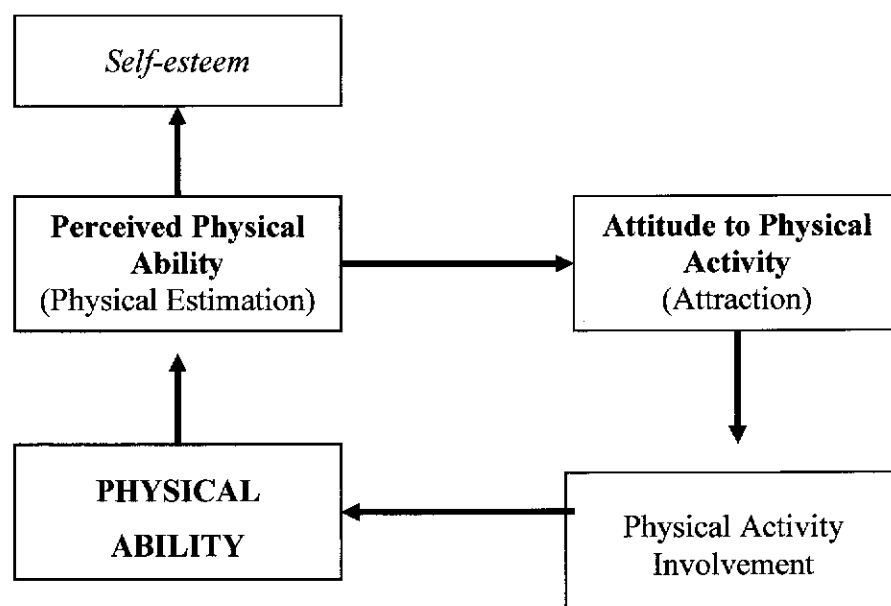 Self-esteem
Perceived Physical
Ability
(Physical Estimation)
Attitude to Physical
Activity
(Attraction)
PHYSICAL
ABILITY
Physical Activity
Involvement